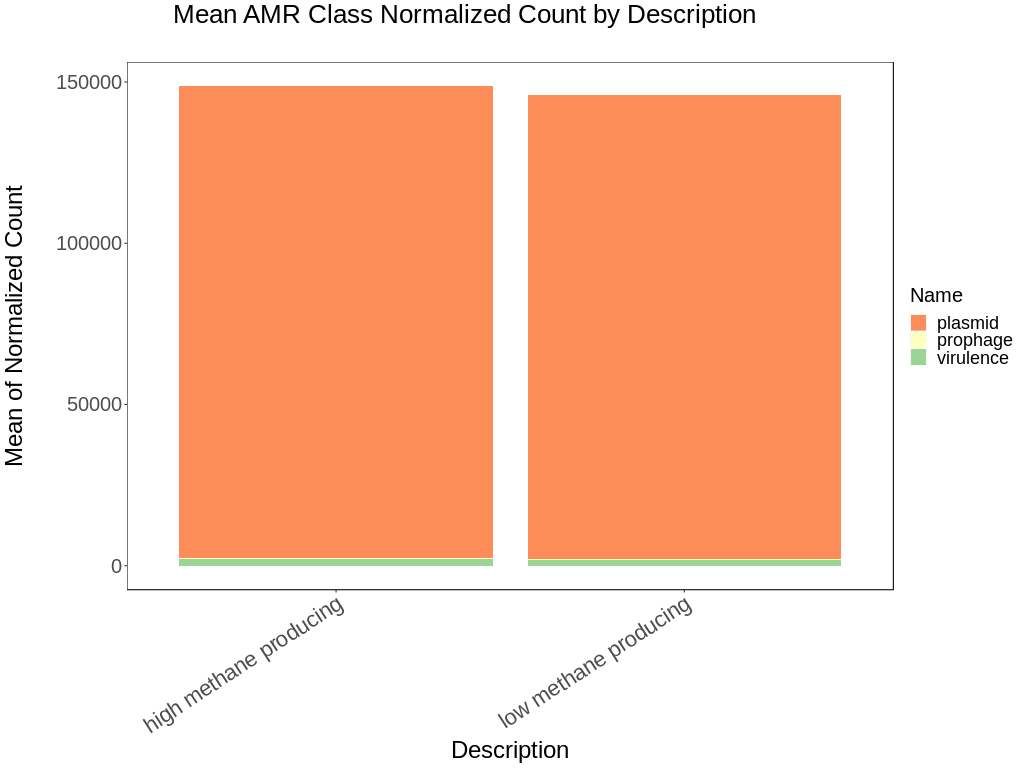 Mean AMR Class Normalized Count by Description
Mean of Normalized Count
150000
100000
50000
0
high methane producing
low methane producing
Description
Name
plasmid
prophage
virulence